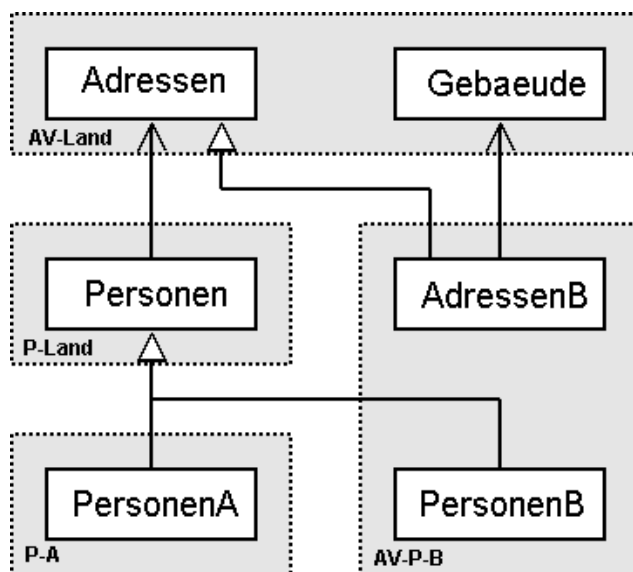 Adressen
Gebaeude
AV-Land
Personen
AdressenB
P-Land
PersonenA
PersonenB
P-A
AV-P-B